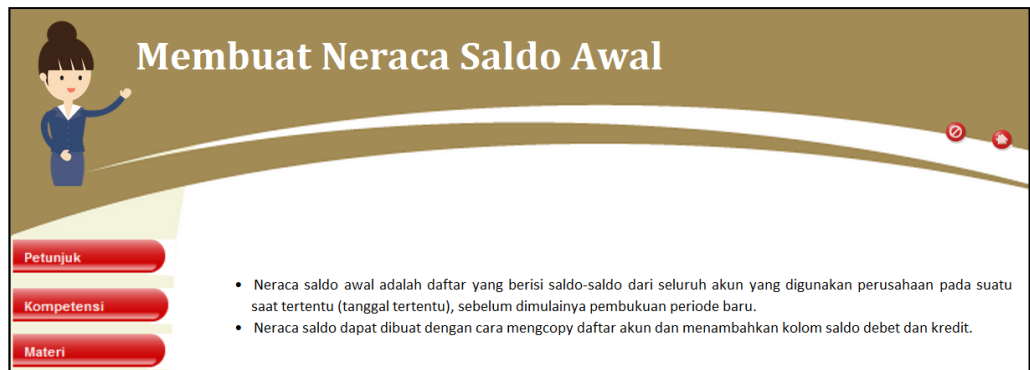 Membuat Neraca Saldo Awal
Petunjuk
Kompetensi
Materi
• Neraca saldo awal adalah daftar yang berisi saldo-saldo dari seluruh akun yang digunakan perusahaan pada suatu
saat tertentu (tanggal tertentu), sebelum dimulainya pembukuan periode baru.
• Neraca saldo dapat dibuat dengan cara mengcopy daftar akun dan menambahkan kolom saldo debet dan kredit.